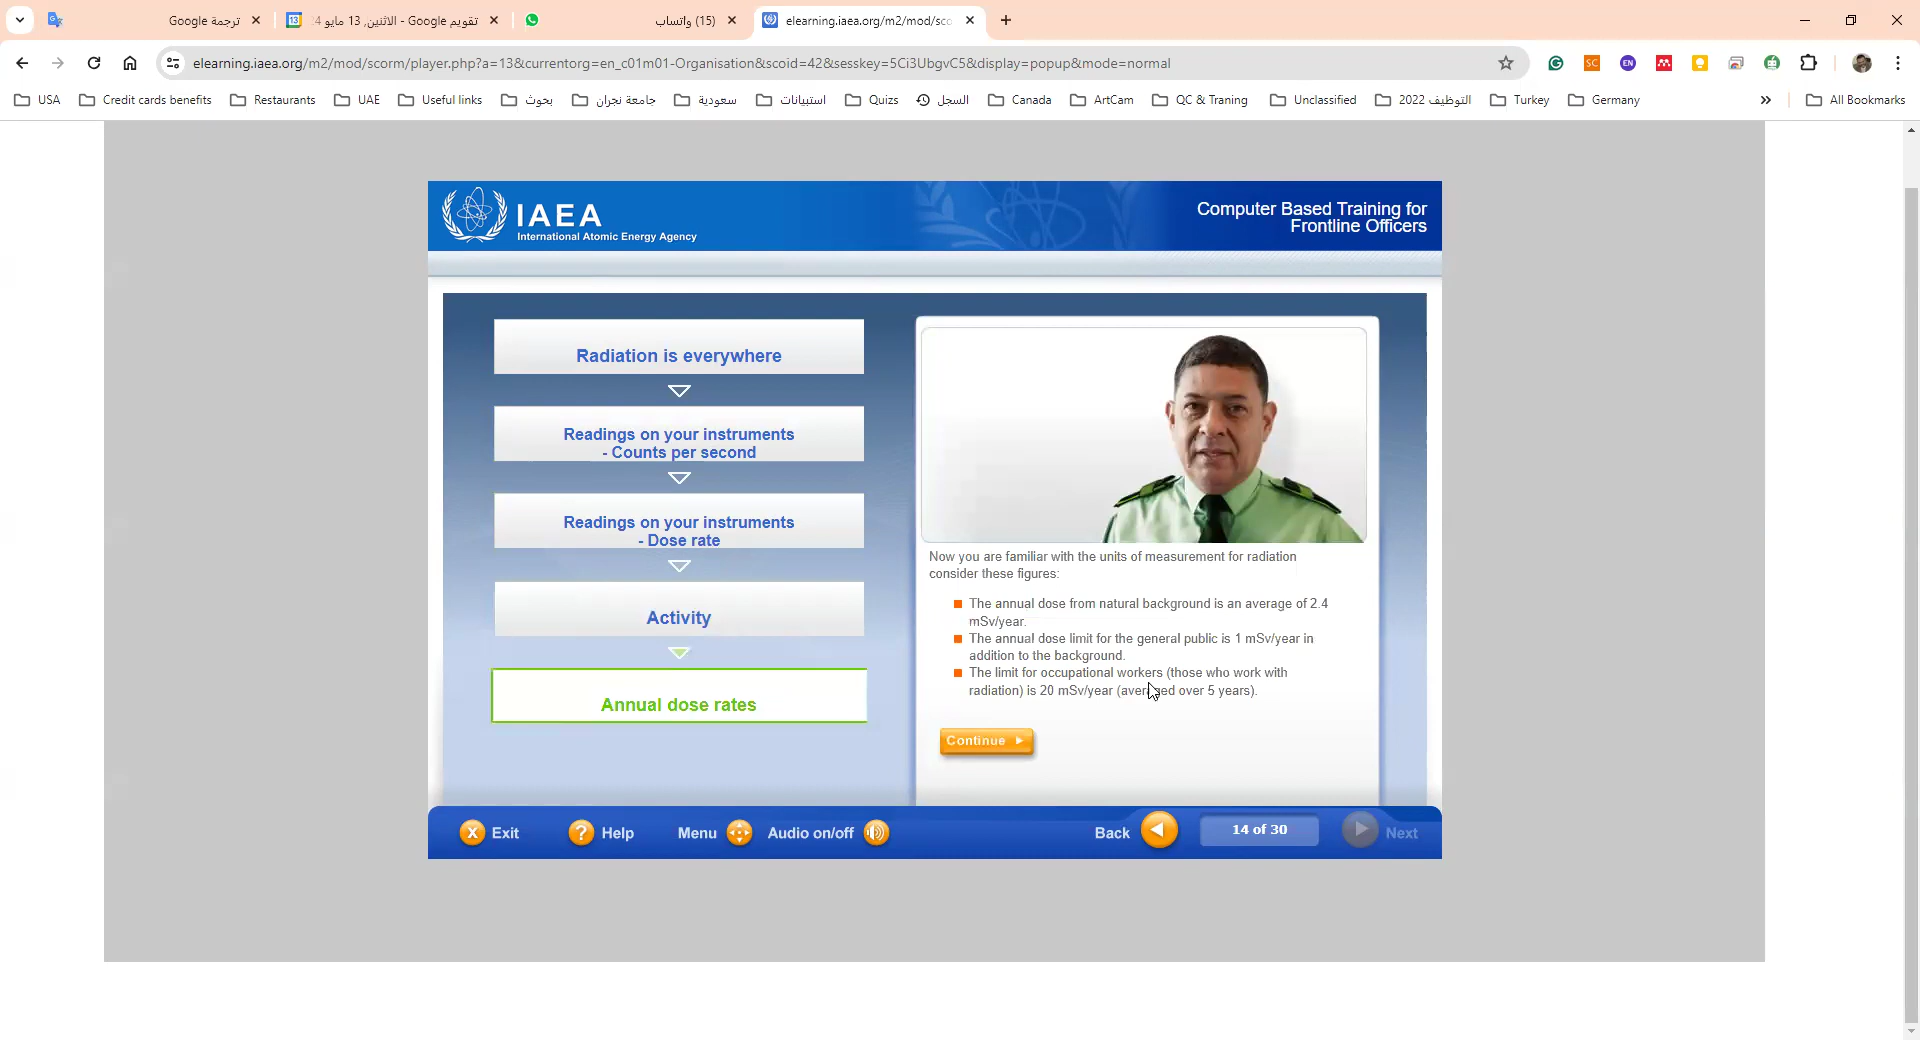 ترجمة Google
تقويم Google - الاثنين, 13 مايو 24
(15) واتساب
elearning.iaea.org/m2/mod/sco
elearning.iaea.org/m2/mod/scorm/player.php?a=13&currentorg=en_c01m01-Organisation&scoid=42&sesskey=5Ci3UbgvC5&display=popup&mode=normal
USA
Credit cards benefits
Restaurants
UAE
Useful links
بحوث
جامعة نجران
سعودية
استبيانات
Quizs
السجل
Canada
ArtCam
QC & Traning
Unclassified
التوظيف 2022
Turkey
Germany
All Bookmarks
IAEA
International Atomic Energy Agency
Computer Based Training for
Frontline Officers
Radiation is everywhere
Readings on your instruments
- Counts per second
Readings on your instruments
- Dose rate
Activity
Annual dose rates
Now you are familiar with the units of measurement for radiation
consider these figures:
The annual dose from natural background is an average of 2.4
mSv/year.
The annual dose limit for the general public is 1 mSv/year in
addition to the background.
The limit for occupational workers (those who work with
radiation) is 20 mSv/year (averaged over 5 years).
Continue
Exit
Help
Menu
Audio on/off
Back
14 of 30
Next